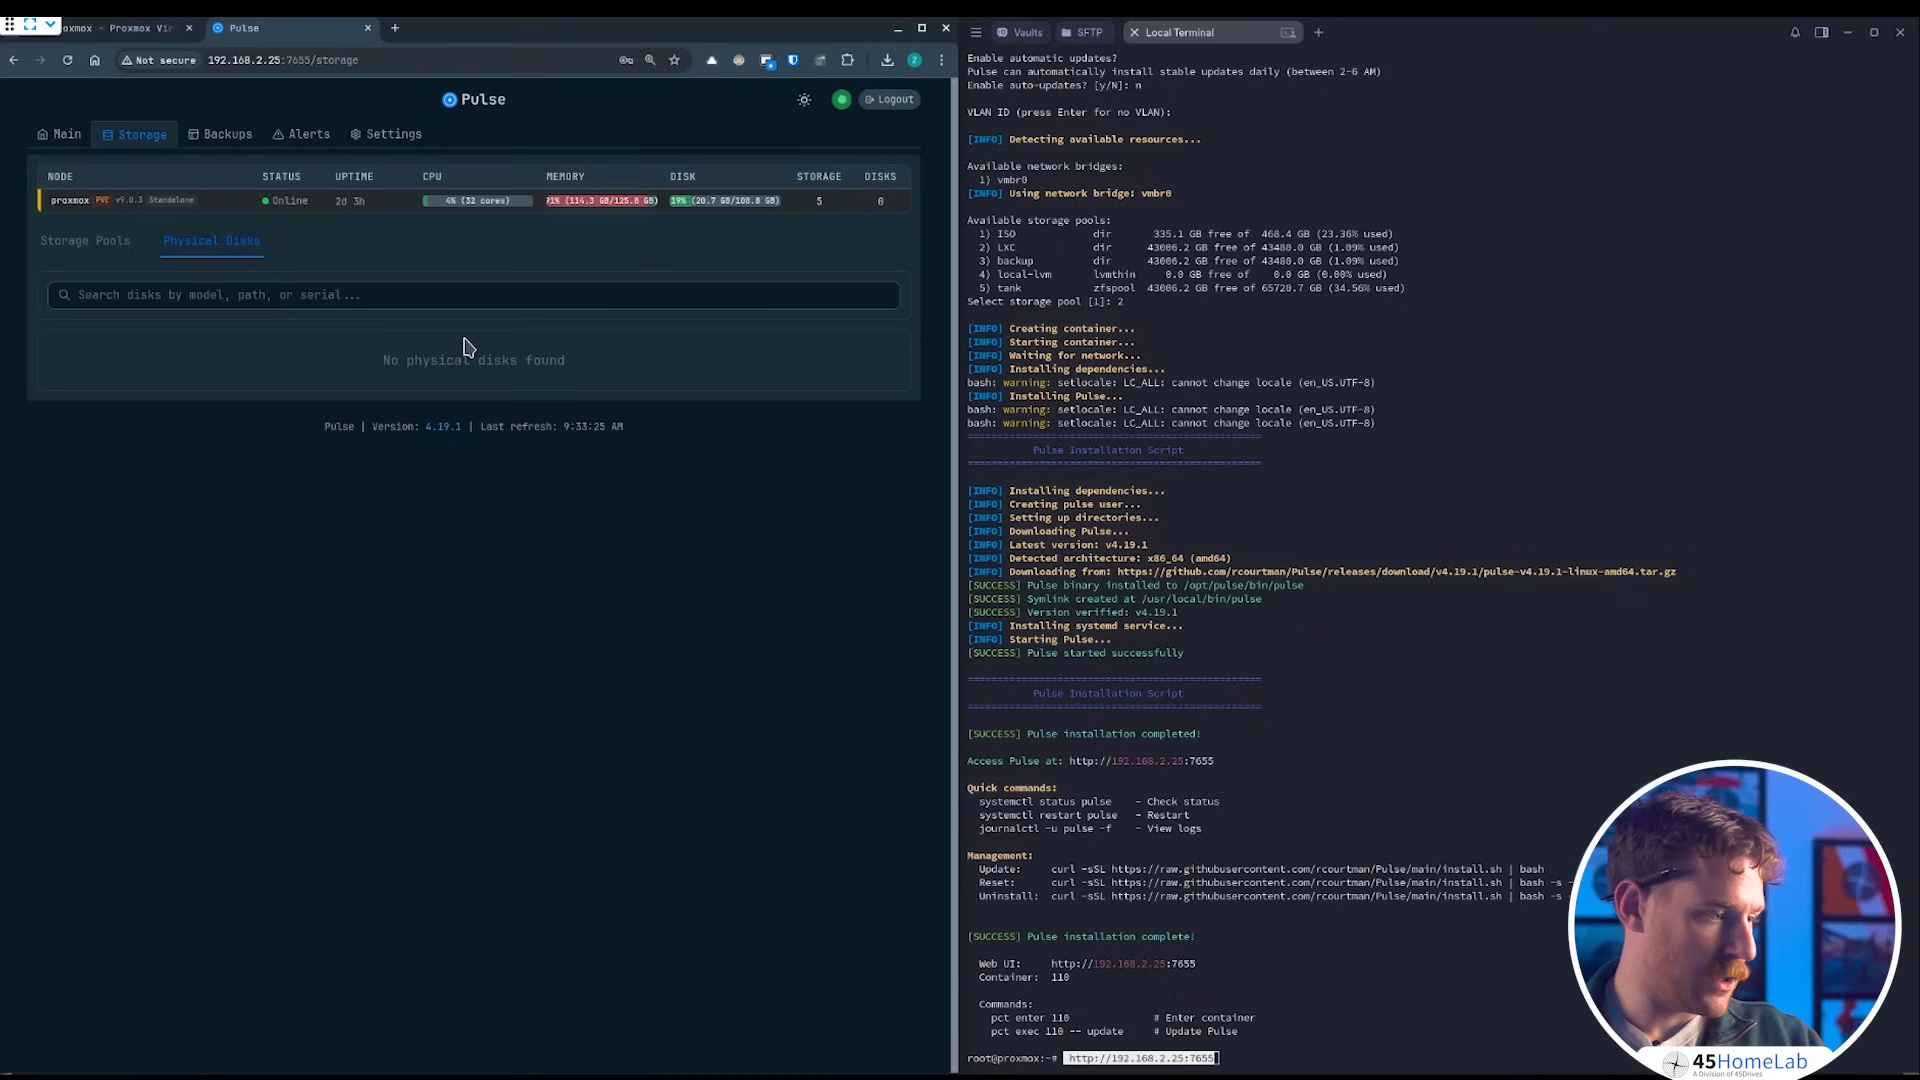 oxmox - Proxmox Vir
Pulse
Not secure 192.168.2.25:7655/storage
Pulse
Logout
Main Storage Backups Alerts Settings
NODE STATUS UPTIME CPU MEMORY DISK STORAGE DISKS
proxmox PVE v9.0.3 Standalone Online 2d 3h 4% (32 cores) 91% (114.3 GB/125.8 GB) 19% (20.7 GB/108.8 GB) 5 0
Storage Pools Physical Disks
Search disks by model, path, or serial...
No physical disks found
Pulse | Version: 4.19.1 | Last refresh: 9:33:25 AM
Vaults SFTP Local Terminal
Enable automatic updates?
Pulse can automatically install stable updates daily (between 2-6 AM)
Enable auto-updates? [y/N]: n
VLAN ID (press Enter for no VLAN):
[INFO] Detecting available resources...
Available network bridges:
1) vmbr0
[INFO] Using network bridge: vmbr0
Available storage pools:
1) ISO dir 335.1 GB free of 468.4 GB (23.36% used)
2) LXC dir 43006.2 GB free of 43480.0 GB (1.09% used)
3) backup dir 43006.2 GB free of 43480.0 GB (1.09% used)
4) local-lvm lvmthin 0.0 GB free of 0.0 GB (0.00% used)
5) tank zfspool 43006.2 GB free of 65720.7 GB (34.56% used)
Select storage pool [1]: 2
[INFO] Creating container...
[INFO] Starting container...
[INFO] Waiting for network...
[INFO] Installing dependencies...
bash: warning: setlocale: LC_ALL: cannot change locale (en_US.UTF-8)
[INFO] Installing Pulse...
bash: warning: setlocale: LC_ALL: cannot change locale (en_US.UTF-8)
bash: warning: setlocale: LC_ALL: cannot change locale (en_US.UTF-8)
Pulse Installation Script
[INFO] Installing dependencies...
[INFO] Creating pulse user...
[INFO] Setting up directories...
[INFO] Downloading Pulse...
[INFO] Latest version: v4.19.1
[INFO] Detected architecture: x86_64 (amd64)
[INFO] Downloading from: https://github.com/rcourtman/Pulse/releases/download/v4.19.1/pulse-v4.19.1-linux-amd64.tar.gz
[SUCCESS] Pulse binary installed to /opt/pulse/bin/pulse
[SUCCESS] Symlink created at /usr/local/bin/pulse
[SUCCESS] Version verified: v4.19.1
[INFO] Installing systemd service...
[INFO] Starting Pulse...
[SUCCESS] Pulse started successfully
Pulse Installation Script
[SUCCESS] Pulse installation completed!
Access Pulse at: http://192.168.2.25:7655
Quick commands:
systemctl status pulse - Check status
systemctl restart pulse - Restart
journalctl -u pulse -f - View logs
Management:
Update: curl -sSL https://raw.githubusercontent.com/rcourtman/Pulse/main/install.sh | bash
Reset: curl -sSL https://raw.githubusercontent.com/rcourtman/Pulse/main/install.sh | bash -s -
Uninstall: curl -sSL https://raw.githubusercontent.com/rcourtman/Pulse/main/install.sh | bash -s
[SUCCESS] Pulse installation complete!
Web UI: http://192.168.2.25:7655
Container: 110
Commands:
pct enter 110 # Enter container
pct exec 110 -- update # Update Pulse
root@proxmox:~# http://192.168.2.25:7655
45HomeLab
A Division of 45Drives